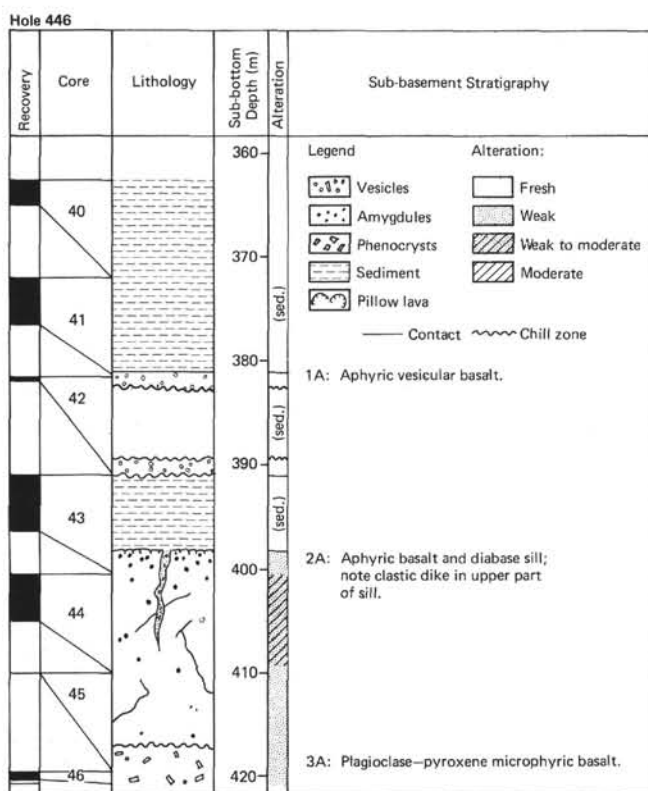 Hole 446
Recovery
Core
Lithology
Sub-bottom
Depth (m)
Alteration
Sub-basement Stratigraphy
360
370
380
390
400
410
420
40
41
42
43
44
45
46
(sed.)
(sed.)
(sed.)
Legend
Vesicles
Amygdules
Phenocrysts
Sediment
Pillow lava
Contact
Chill zone
Alteration:
Fresh
Weak
Weak to moderate
Moderate
1A: Aphyric vesicular basalt.
2A: Aphyric basalt and diabase sill;
note clastic dike in upper part
of sill.
3A: Plagioclase—pyroxene microphyric basalt.